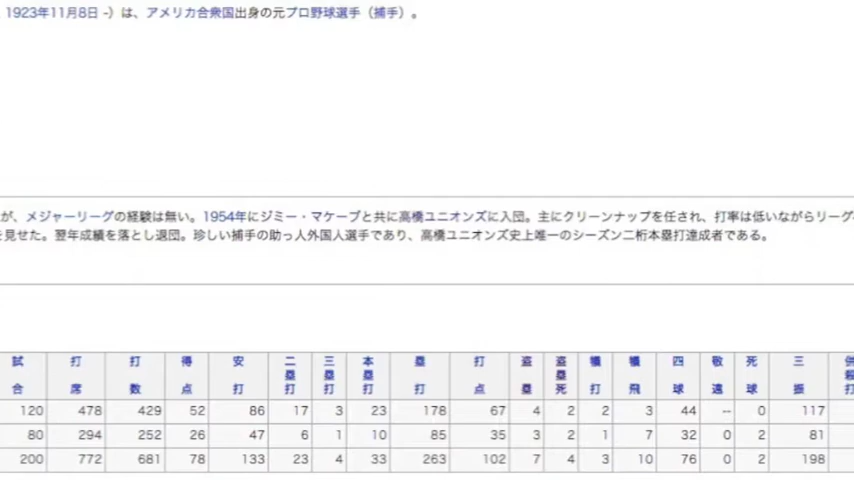 1923年11月8日 -）は、アメリカ合衆国出身の元プロ野球選手（捕手）。
が、メジャーリーグの経験は無い。1954年にジミー・マケーブと共に高橋ユニオンズに入団。主にクリーンナップを任され、打率は低いながらリーグ
を見せた。翌年成績を落とし退団。珍しい捕手の助っ人外国人選手であり、高橋ユニオンズ史上唯一のシーズン二桁本塁打達成者である。
試合 打席 打数 得点 安打 二塁打 三塁打 本塁打 塁打 打点 盗塁 盗塁死 犠打 犠飛 四球 敬遠 死球 三振 併殺打
120 478 429 52 86 17 3 23 178 67 4 2 2 3 44 -- 0 117
80 294 252 26 47 6 1 10 85 35 3 2 1 7 32 0 2 81
200 772 681 78 133 23 4 33 263 102 7 4 3 10 76 0 2 198